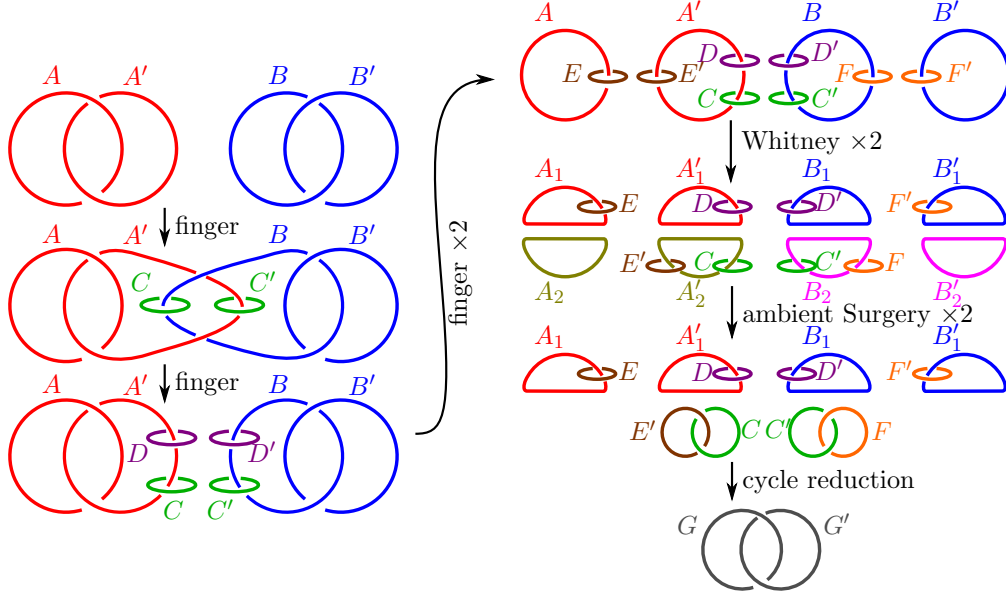 A A′ B B′
finger
A A′ B B′
C C′
finger
A A′ B B′
D D′
C C′
finger ×2
A A′ B B′
D D′
E E′ F F′
C C′
Whitney ×2
A₁ A′₁ B₁ B′₁
E D D′ F′
E′ C C′ F
A₂ A′₂ B₂ B′₂
ambient Surgery ×2
A₁ A′₁ B₁ B′₁
E D D′ F′
E′ C C′ F
cycle reduction
G G′